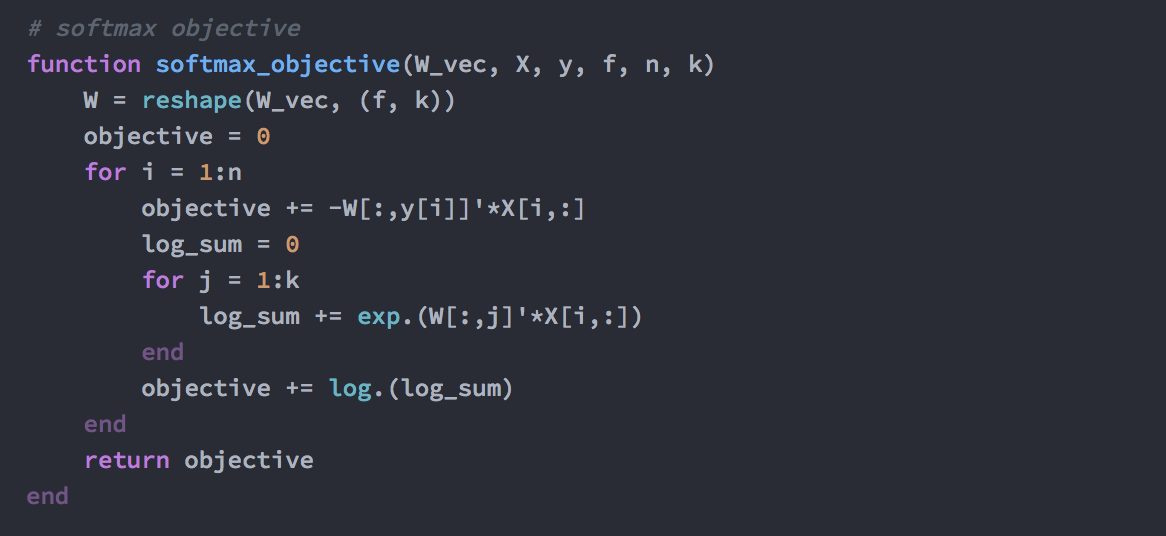 # softmax objective
function softmax_objective(W_vec, X, y, f, n, k)
    W = reshape(W_vec, (f, k))
    objective = 0
    for i = 1:n
        objective += -W[:,y[i]]'*X[i,:]
        log_sum = 0
        for j = 1:k
            log_sum += exp.(W[:,j]'*X[i,:])
        end
        objective += log.(log_sum)
    end
    return objective
end